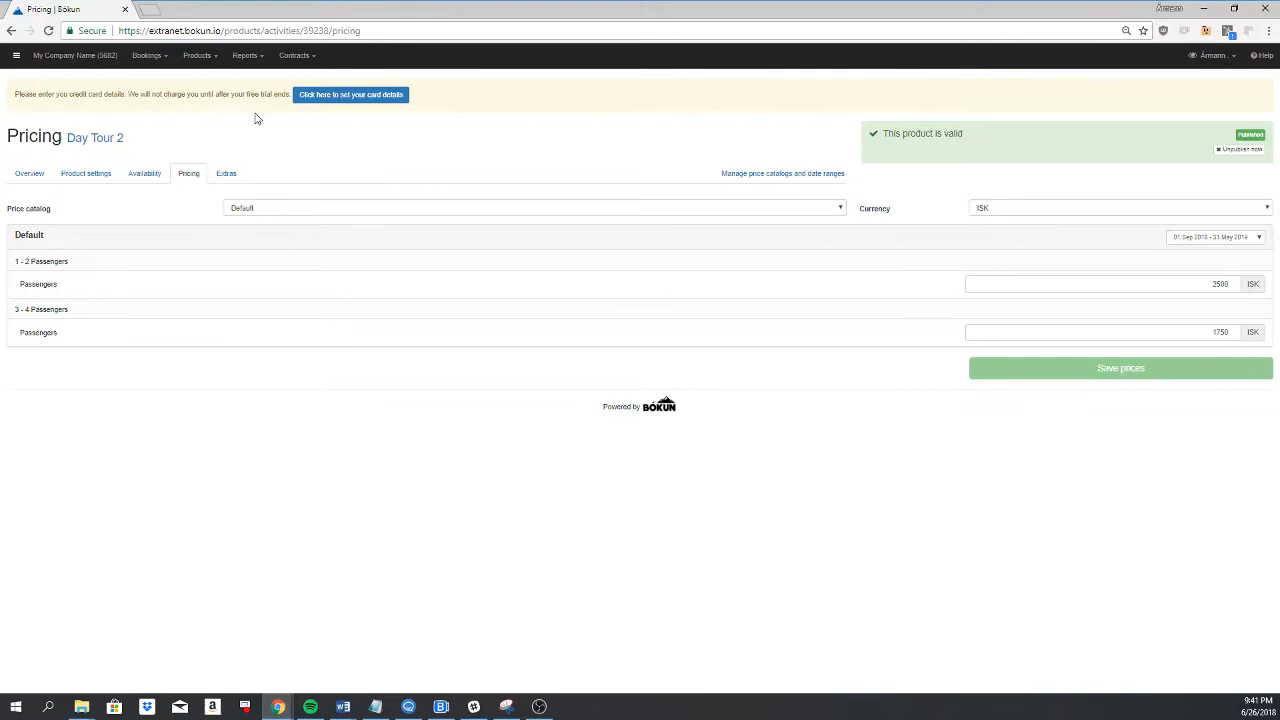 Pricing | Bókun
Ármann
Secure https://extranet.bokun.io/products/activities/39238/pricing
My Company Name (5682) Bookings Products Reports Contracts Ármann . Help
Please enter you credit card details. We will not charge you until after your free trial ends. Click here to set your card details
Pricing Day Tour 2
This product is valid
Published
Unpublish now
Overview Product settings Availability Pricing Extras Manage price catalogs and date ranges
Price catalog Default Currency ISK
Default 01 Sep 2018 - 31 May 2019
1 - 2 Passengers
Passengers 2500 ISK
3 - 4 Passengers
Passengers 1750 ISK
Save prices
Powered by BÓKUN
9:41 PM
6/26/2018